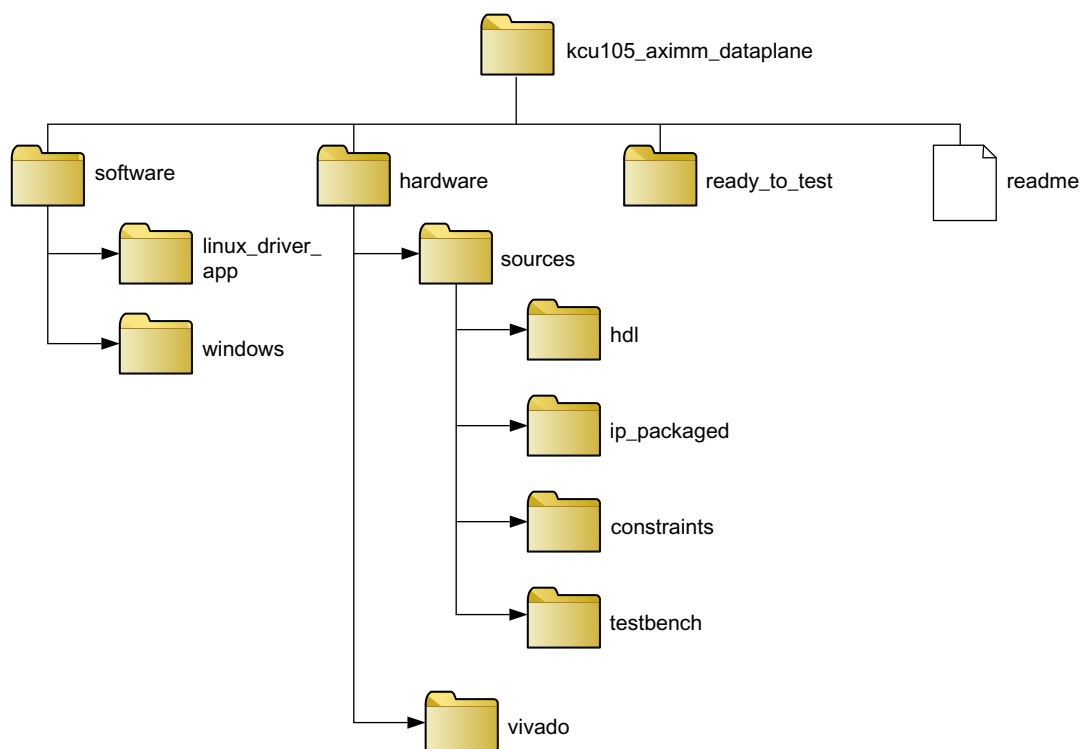 kcu105_aximm_dataplane
software
hardware
ready_to_test
readme
linux_driver_
app
sources
windows
hdl
ip_packaged
constraints
testbench
vivado